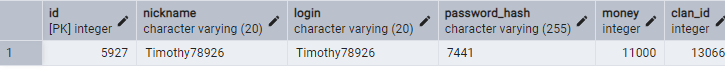 id nickname login password_hash money clan_id
[PK] integer character varying (20) character varying (20) character varying (255) integer integer
1 5927 Timothy78926 Timothy78926 7441 11000 13066